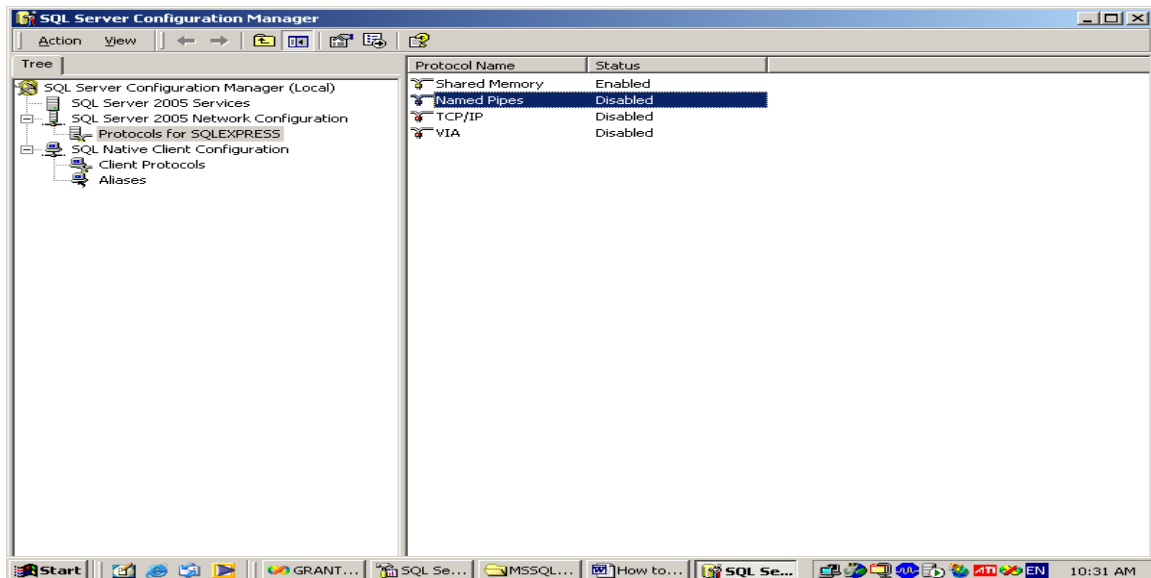 SQL Server Configuration Manager
Action View
Tree
Protocol Name Status
SQL Server Configuration Manager (Local)
SQL Server 2005 Services
SQL Server 2005 Network Configuration
Protocols for SQLEXPRESS
SQL Native Client Configuration
Client Protocols
Aliases
Shared Memory Enabled
Named Pipes Disabled
TCP/IP Disabled
VIA Disabled
Start GRANT... SQL Se... MSSQL... How to... SQL Se... ATI EN 10:31 AM